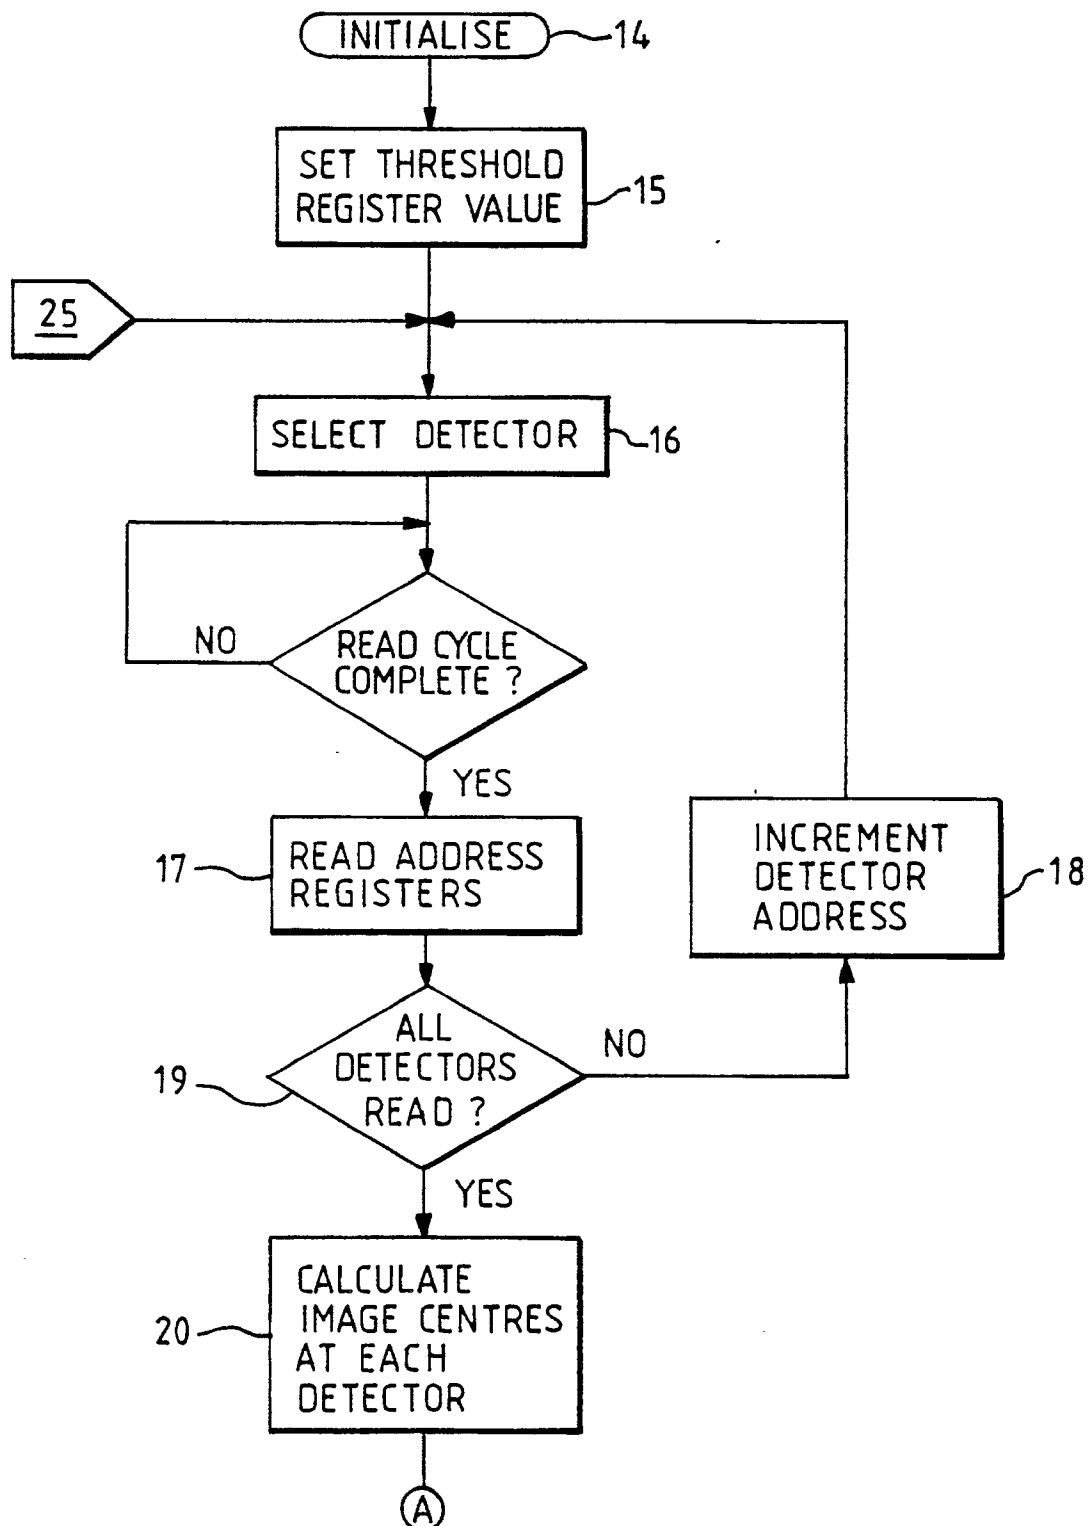 INITIALISE
14
SET THRESHOLD
REGISTER VALUE
15
25
SELECT DETECTOR
16
NO
READ CYCLE
COMPLETE ?
YES
17
READ ADDRESS
REGISTERS
INCREMENT
DETECTOR
ADDRESS
18
19
ALL
DETECTORS
READ ?
NO
YES
20
CALCULATE
IMAGE CENTRES
AT EACH
DETECTOR
A